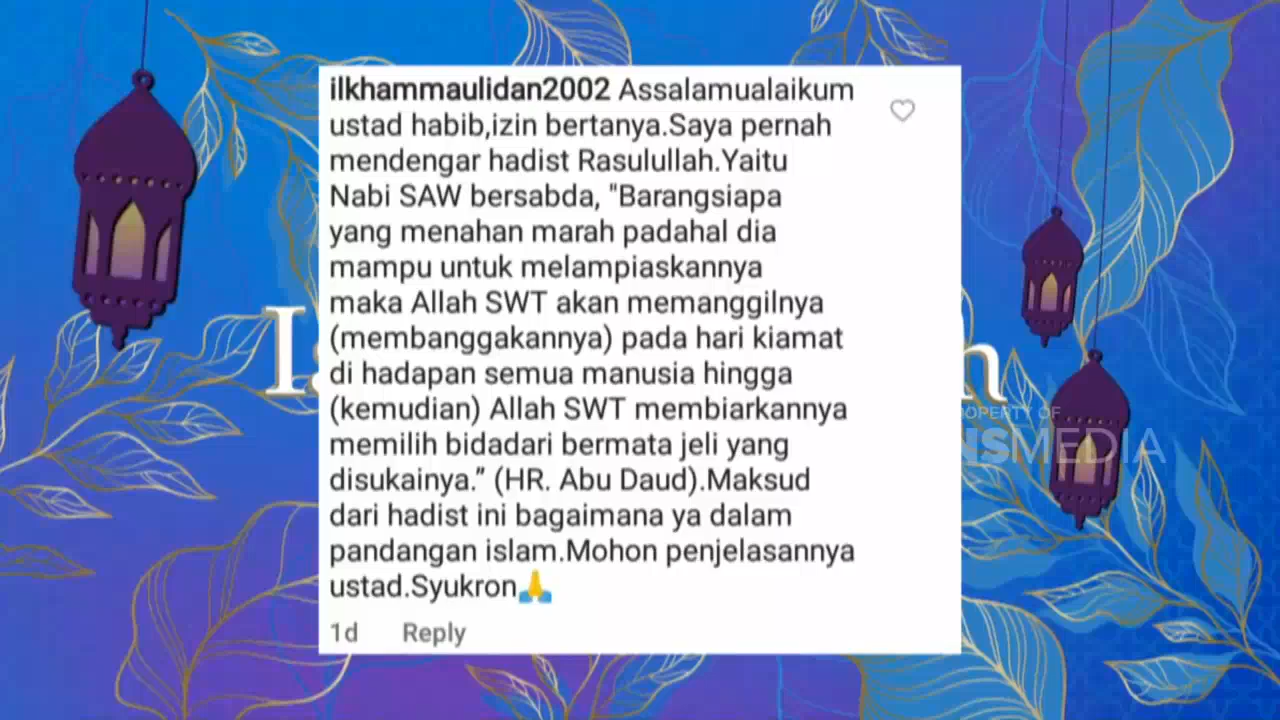 ilkhammaulidan2002 Assalamualaikum
ustad habib,izin bertanya.Saya pernah
mendengar hadist Rasulullah.Yaitu
Nabi SAW bersabda, "Barangsiapa
yang menahan marah padahal dia
mampu untuk melampiaskannya
maka Allah SWT akan memanggilnya
(membanggakannya) pada hari kiamat
di hadapan semua manusia hingga
(kemudian) Allah SWT membiarkannya
memilih bidadari bermata jeli yang
disukainya.” (HR. Abu Daud).Maksud
dari hadist ini bagaimana ya dalam
pandangan islam.Mohon penjelasannya
ustad.Syukron🙏
1d Reply
OPERTY OF
NSMEDIA